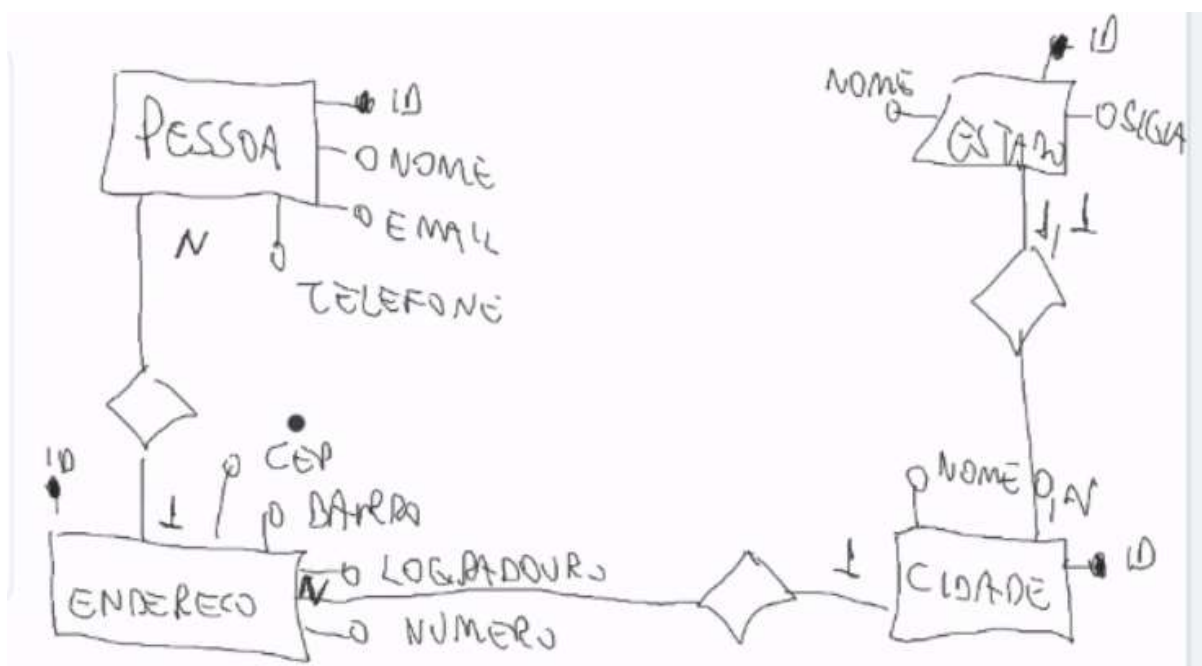 PESSOA
ID
NOME
EMAIL
N
TELEFONE
ID
NOME
ESTADO
SIGLA
1,1
ID
CEP
1
BAIRRO
LOGRADOURO
N
NUMERO
ENDERECO
1
NOME
0,N
ID
CIDADE